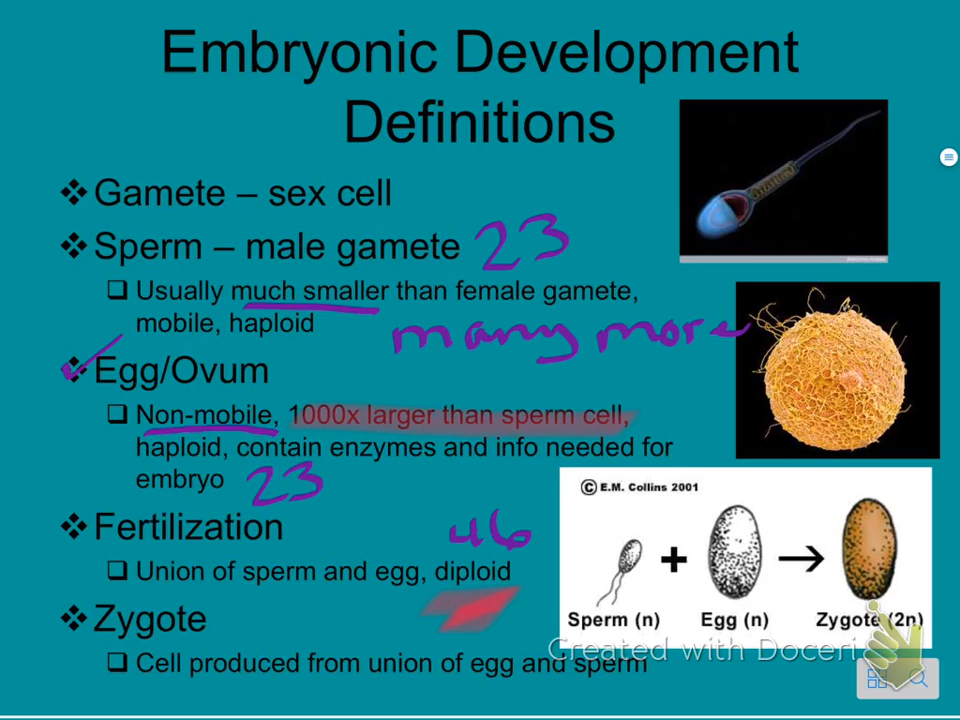 Embryonic Development
Definitions
❖ Gamete – sex cell
❖ Sperm – male gamete 23
❑ Usually much smaller than female gamete,
mobile, haploid
many more
❖ Egg/Ovum
❑ Non-mobile, 1000x larger than sperm cell,
haploid, contain enzymes and info needed for
embryo 23
❖ Fertilization
46
❑ Union of sperm and egg, diploid
❖ Zygote
❑ Cell produced from union of egg and sperm
© E.M. Collins 2001
+ →
Sperm (n) Egg (n) Zygote (2n)
Created with Doceri